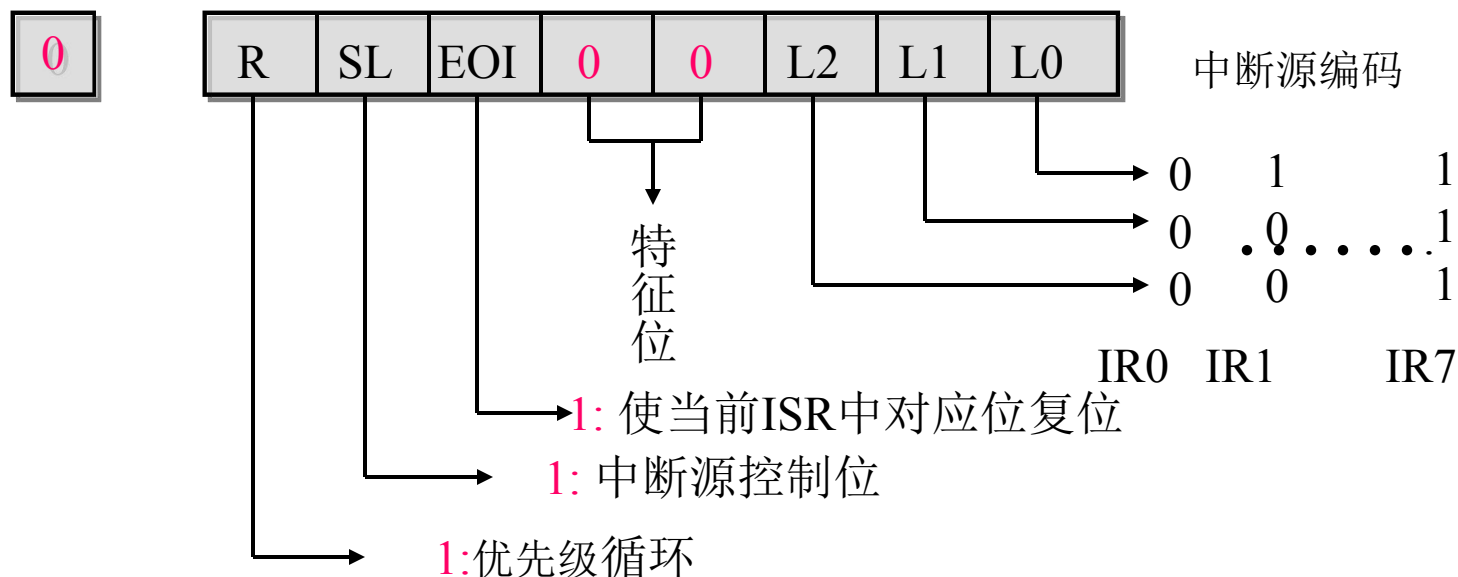 0 R SL EOI 0 0 L2 L1 L0 中断源编码
0 1 1
0 0 1
......
0 0 1
特征位
IR0 IR1 IR7
1: 使当前ISR中对应位复位
1: 中断源控制位
1:优先级循环